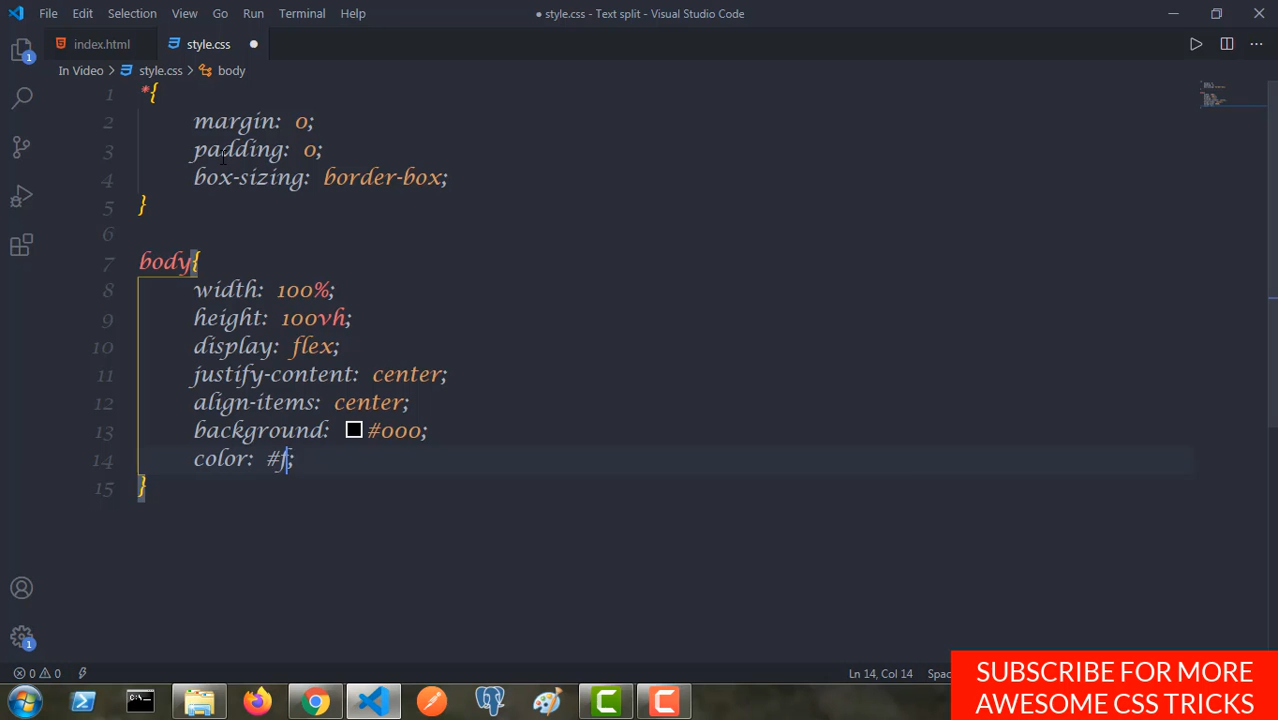 File Edit Selection View Go Run Terminal Help
● style.css - Text split - Visual Studio Code
index.html style.css
In Video > style.css > body
1 *{
2 margin: 0;
3 padding: 0;
4 box-sizing: border-box;
5 }
6
7 body{
8 width: 100%;
9 height: 100vh;
10 display: flex;
11 justify-content: center;
12 align-items: center;
13 background: #000;
14 color: #f;
15 }
1
1
0 0
Ln 14, Col 14
SUBSCRIBE FOR MORE
AWESOME CSS TRICKS